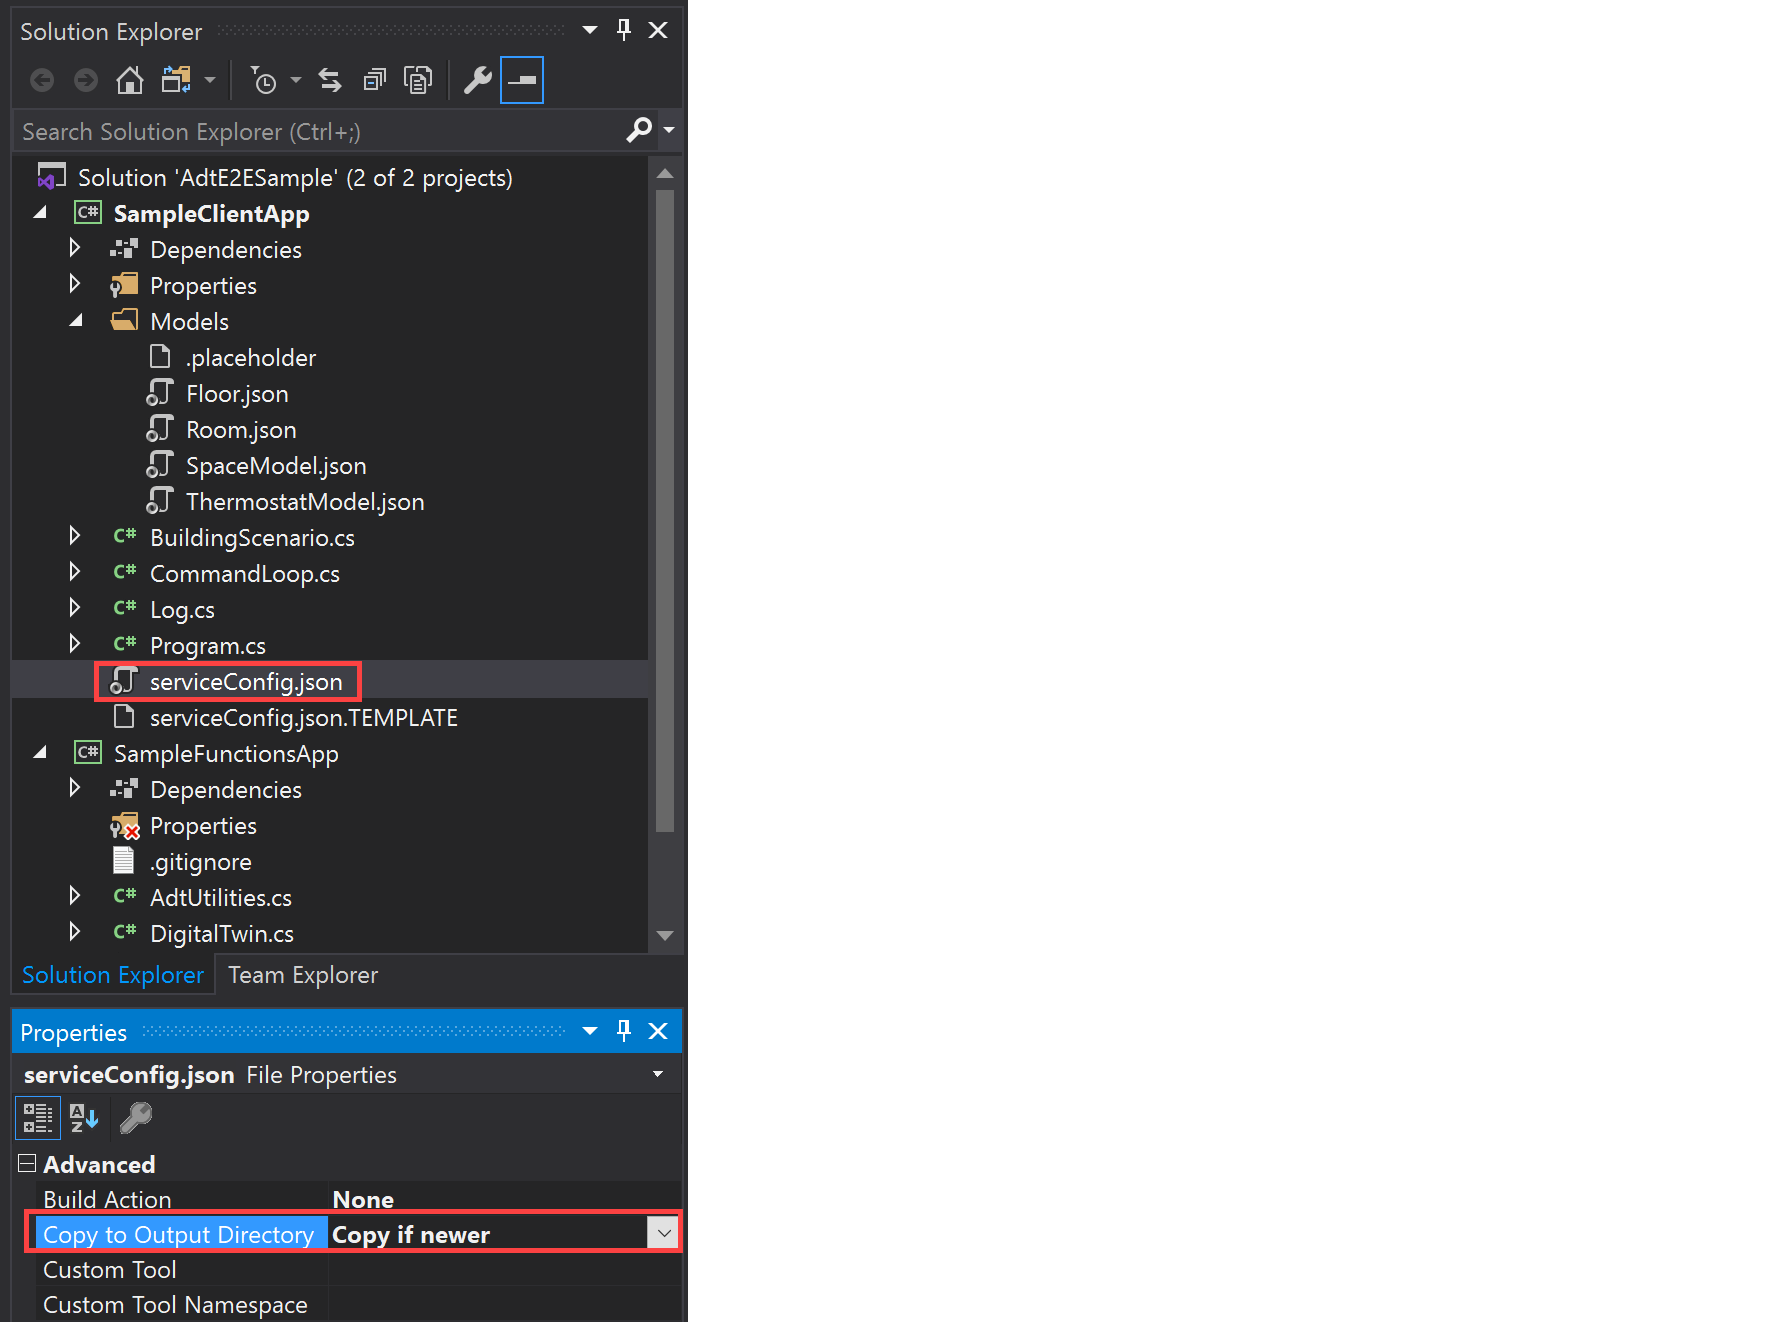 Solution Explorer
Search Solution Explorer (Ctrl+;)
Solution 'AdtE2ESample' (2 of 2 projects)
C# SampleClientApp
Dependencies
Properties
Models
.placeholder
Floor.json
Room.json
SpaceModel.json
ThermostatModel.json
C# BuildingScenario.cs
C# CommandLoop.cs
C# Log.cs
C# Program.cs
serviceConfig.json
serviceConfig.json.TEMPLATE
C# SampleFunctionsApp
Dependencies
Properties
.gitignore
C# AdtUtilities.cs
C# DigitalTwin.cs
Solution Explorer Team Explorer
Properties
serviceConfig.json File Properties
A
Z
Advanced
Build Action None
Copy to Output Directory Copy if newer
Custom Tool
Custom Tool Namespace